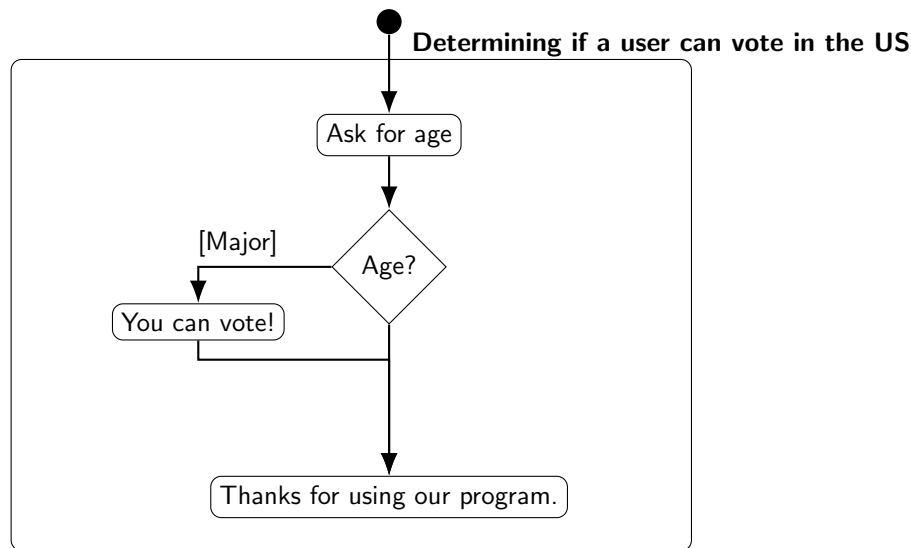 Determining if a user can vote in the US
Ask for age
[Major]
Age?
You can vote!
Thanks for using our program.